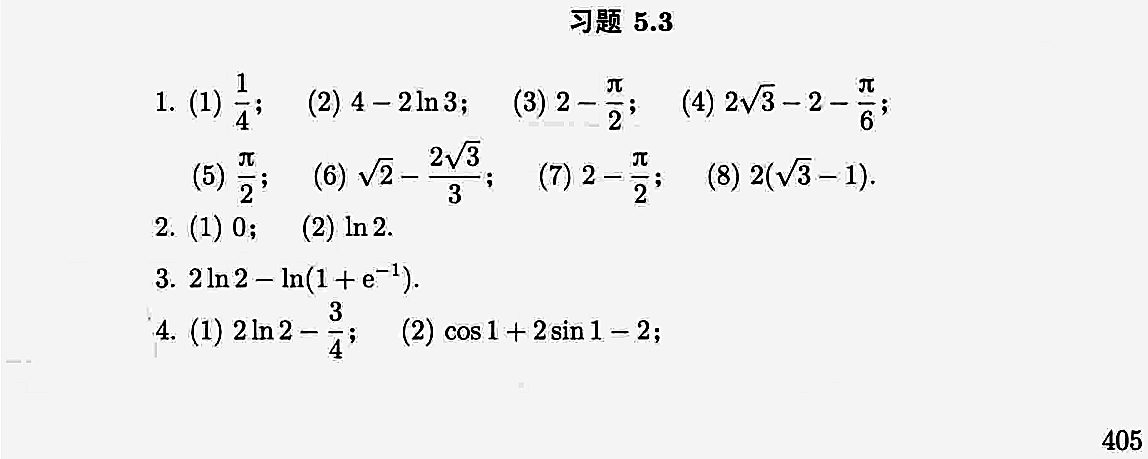 习题 5.3
1. (1) 1/4; (2) 4 − 2 ln 3; (3) 2 − π/2; (4) 2√3 − 2 − π/6;
(5) π/2; (6) √2 − 2√3/3; (7) 2 − π/2; (8) 2(√3 − 1).
2. (1) 0; (2) ln 2.
3. 2 ln 2 − ln(1 + e⁻¹).
4. (1) 2 ln 2 − 3/4; (2) cos 1 + 2 sin 1 − 2;
405